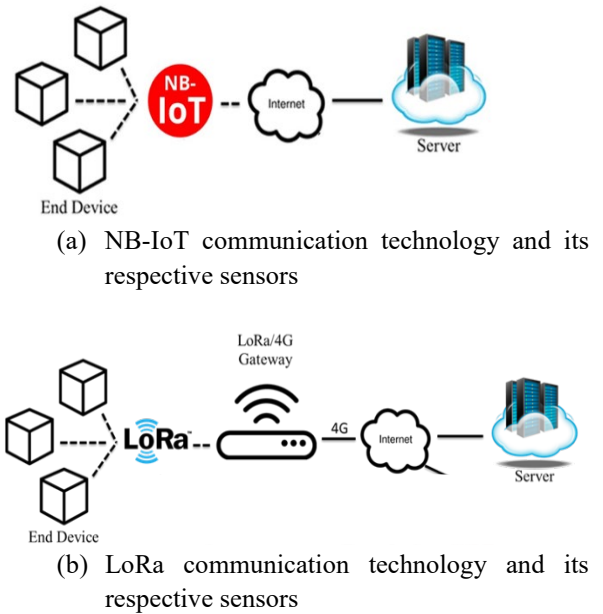 NB-
IoT
Internet
Server
End Device
(a) NB-IoT communication technology and its
respective sensors
LoRa/4G
Gateway
LoRa™
4G
Internet
Server
End Device
(b) LoRa communication technology and its
respective sensors